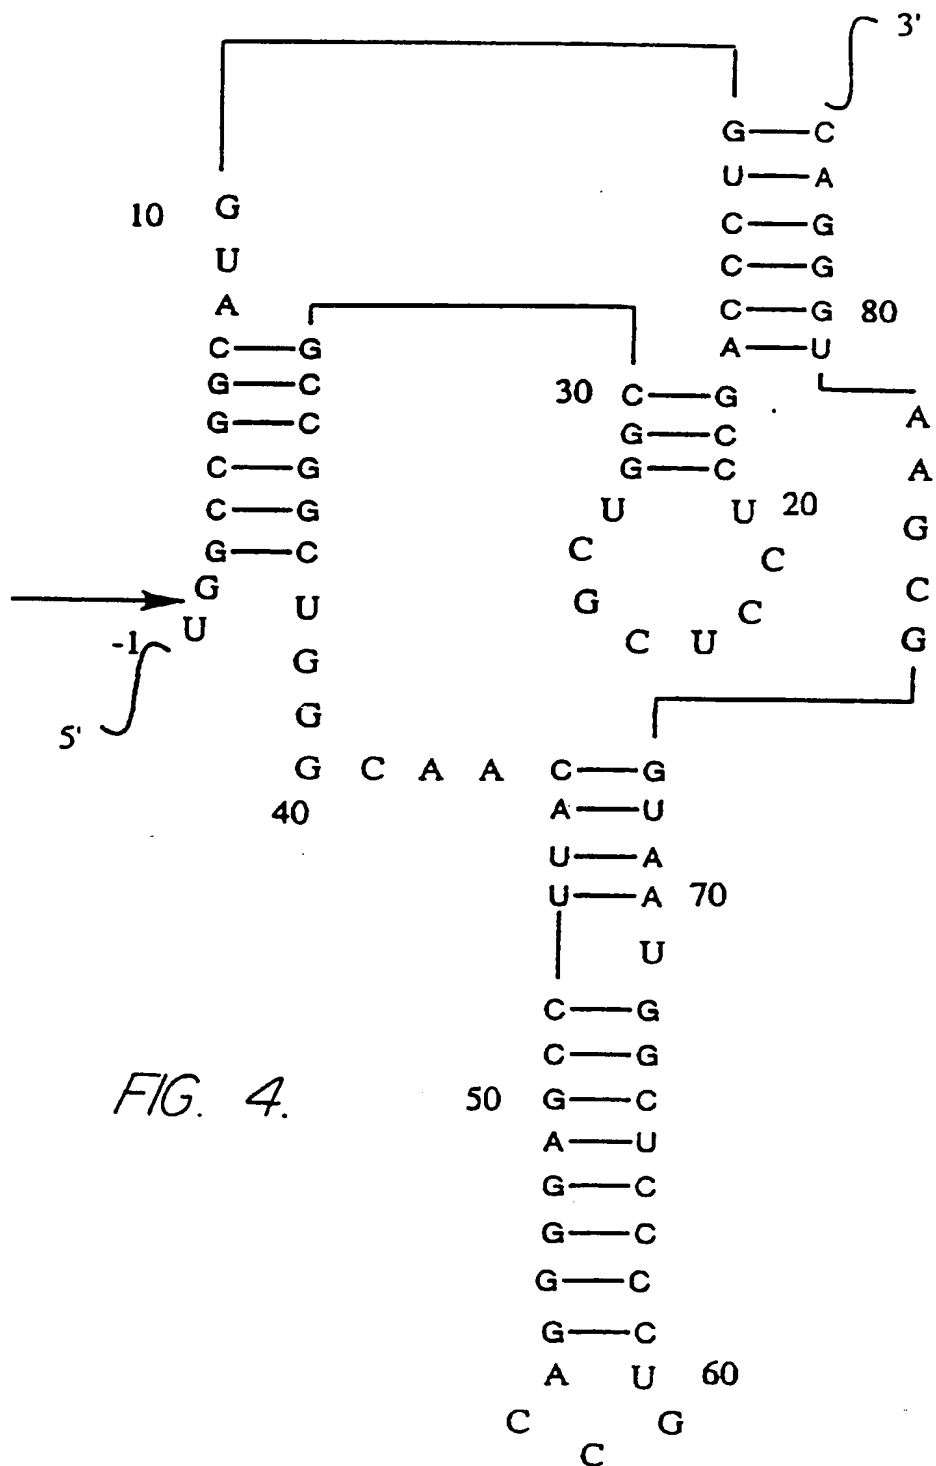 3'
G C
U A
10 G C G
U C G
A C G 80
C G A U
G C 30 C G
G C G C A
C G G C A
C G U U 20 G
G C C C
G U G C U C
-1 U C U G
G
5' G
G C A A C G
40 A U
U A
U A 70
U
C G
C G
FIG. 4. 50 G C
A U
G C
G C
G C
G C
A U 60
C G
C